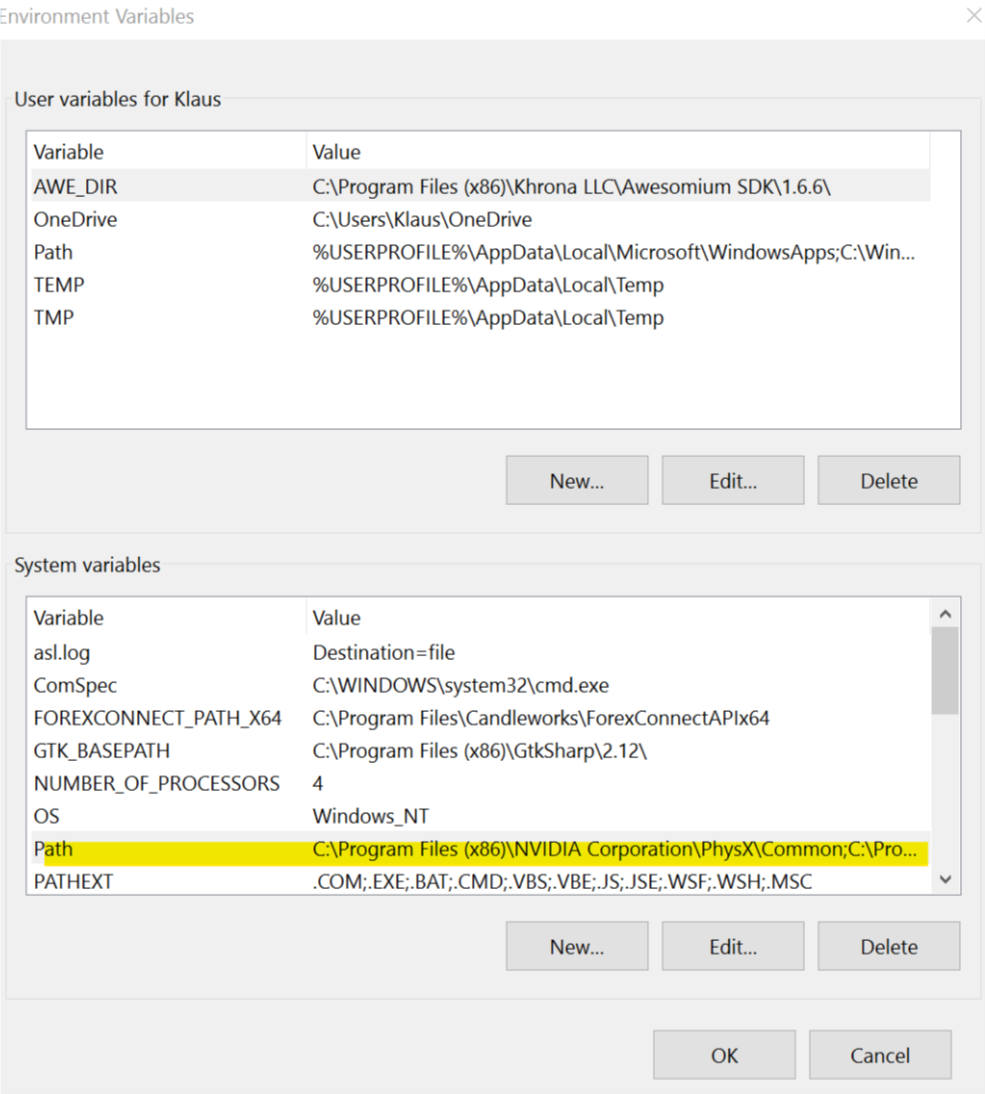 Environment Variables
User variables for Klaus
Variable Value
AWE_DIR C:\Program Files (x86)\Khrona LLC\Awesomium SDK\1.6.6\
OneDrive C:\Users\Klaus\OneDrive
Path %USERPROFILE%\AppData\Local\Microsoft\WindowsApps;C:\Win...
TEMP %USERPROFILE%\AppData\Local\Temp
TMP %USERPROFILE%\AppData\Local\Temp
New... Edit... Delete
System variables
Variable Value
asl.log Destination=file
ComSpec C:\WINDOWS\system32\cmd.exe
FOREXCONNECT_PATH_X64 C:\Program Files\Candleworks\ForexConnectAPIx64
GTK_BASEPATH C:\Program Files (x86)\GtkSharp\2.12\
NUMBER_OF_PROCESSORS 4
OS Windows_NT
Path C:\Program Files (x86)\NVIDIA Corporation\PhysX\Common;C:\Pro...
PATHEXT .COM;.EXE;.BAT;.CMD;.VBS;.VBE;.JS;.JSE;.WSF;.WSH;.MSC
New... Edit... Delete
OK Cancel